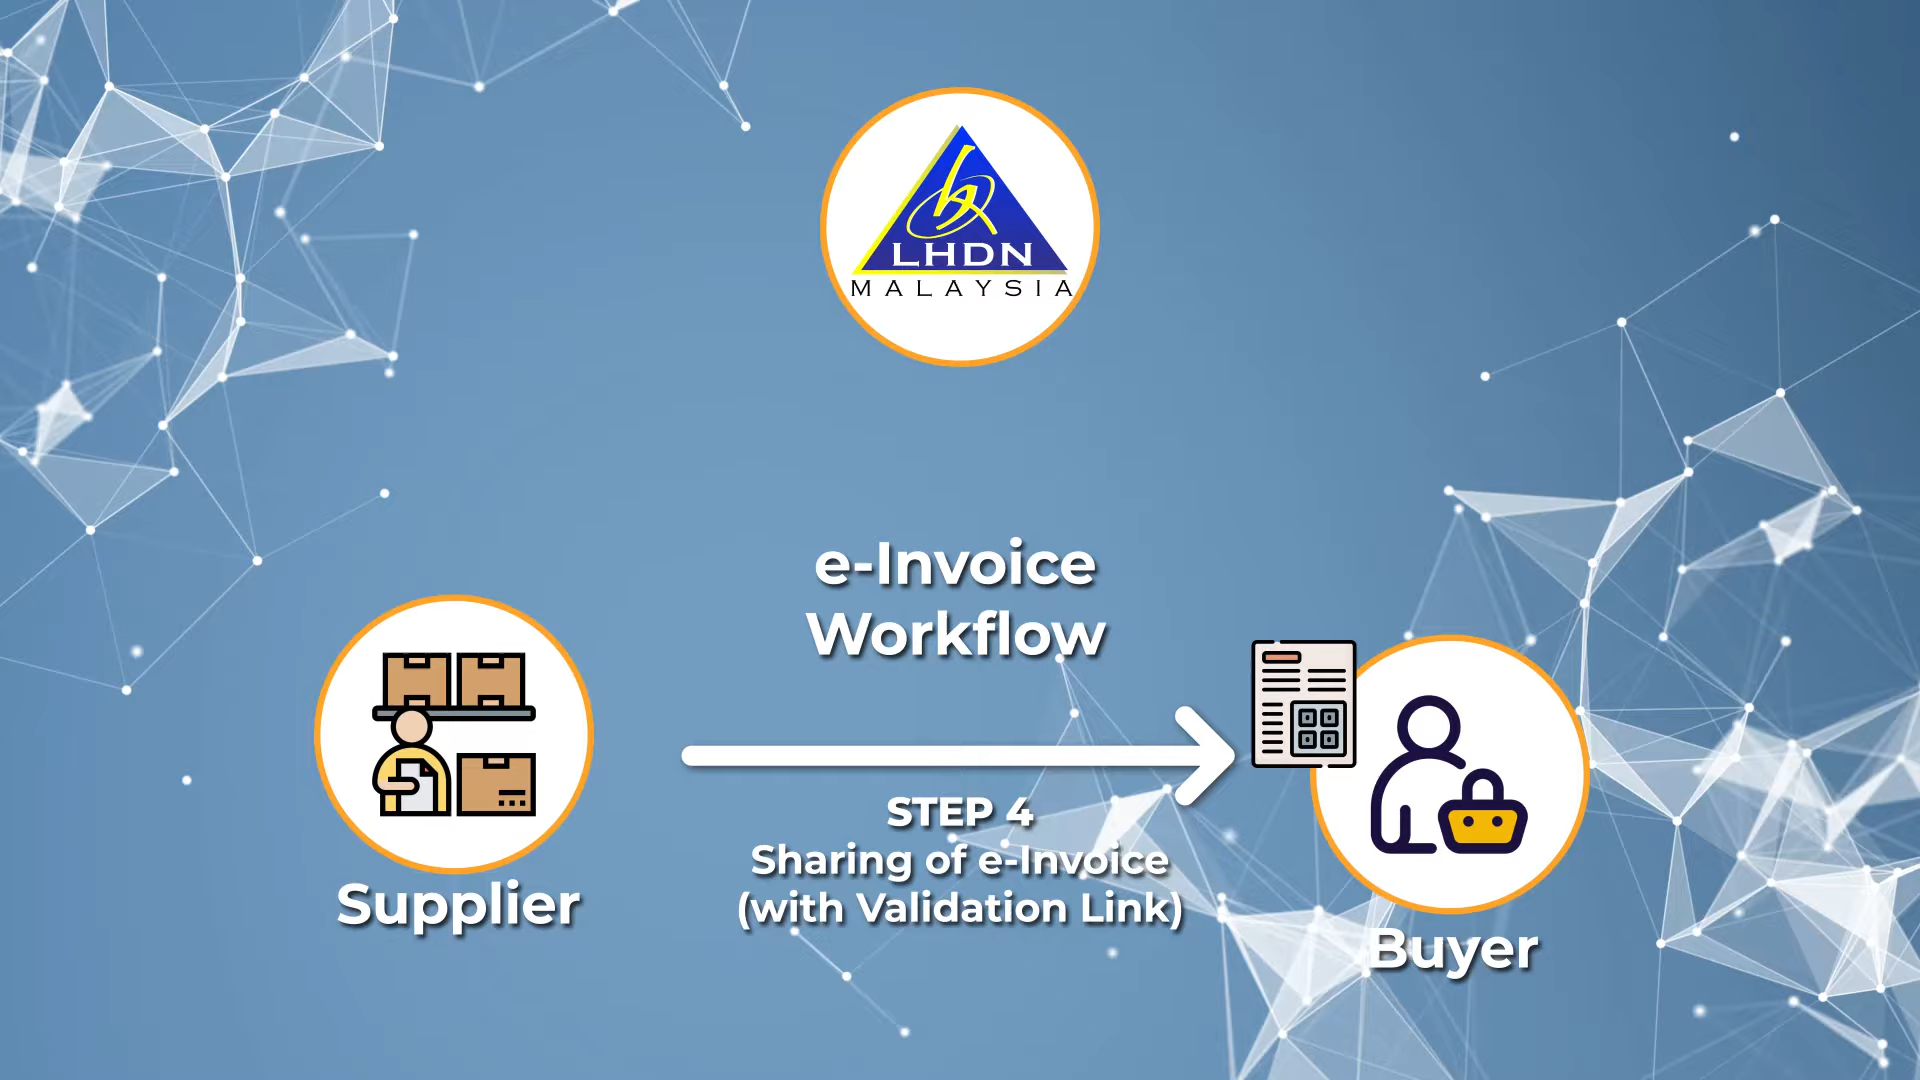 LHDN
MALAYSIA
e-Invoice
Workflow
STEP 4
Sharing of e-Invoice
(with Validation Link)
Supplier
Buyer